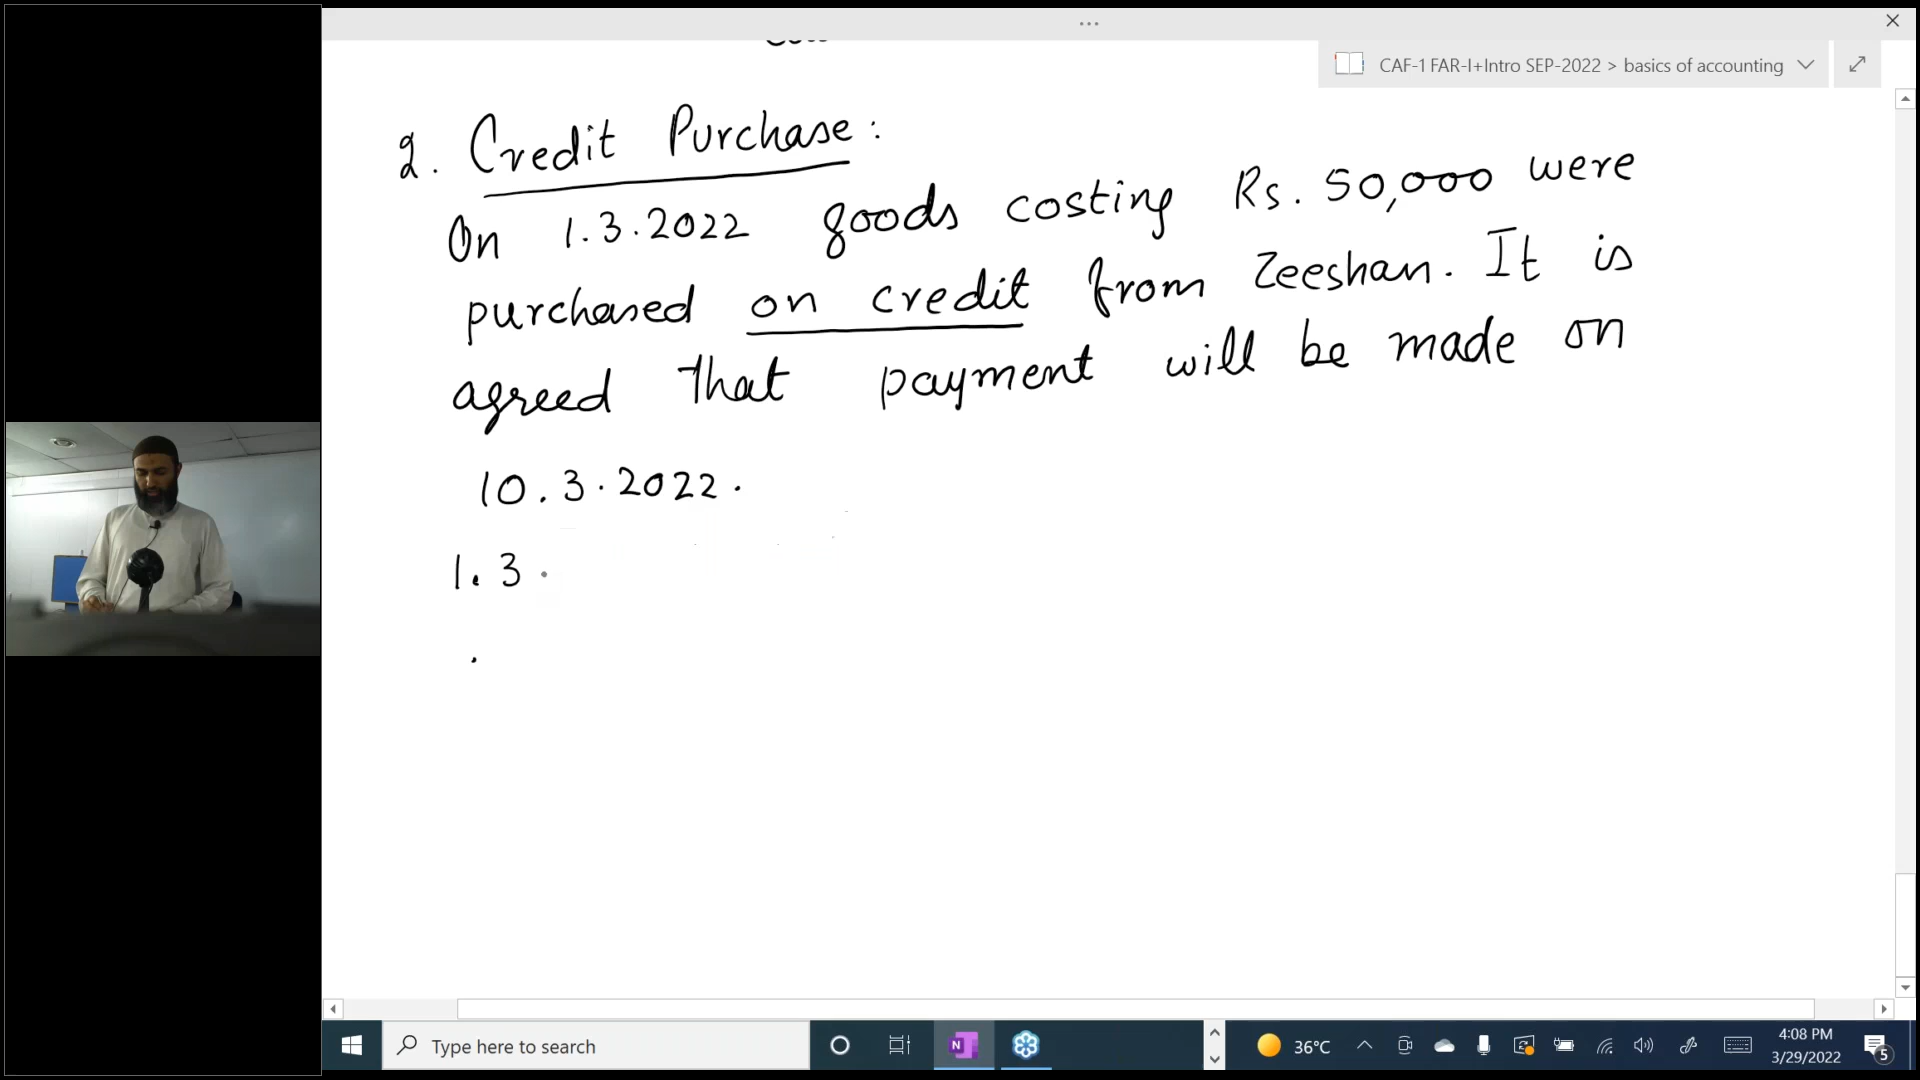 CAF-1 FAR-I+Intro SEP-2022 > basics of accounting
2. Credit Purchase:
On 1.3.2022 goods costing Rs. 50,000 were
purchased on credit from Zeeshan. It is
agreed that payment will be made on
10.3.2022.
1.3.
Type here to search
N
36°C
4:08 PM
3/29/2022
5